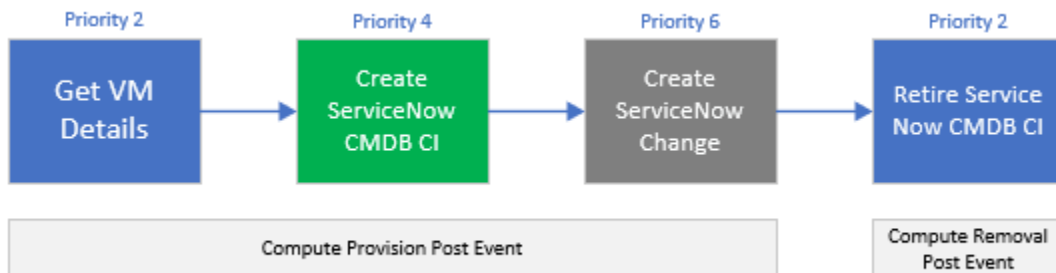 Priority 2
Priority 4
Priority 6
Priority 2
Get VM
Details
Create
ServiceNow
CMDB CI
Create
ServiceNow
Change
Retire Service
Now CMDB CI
Compute Provision Post Event
Compute Removal
Post Event